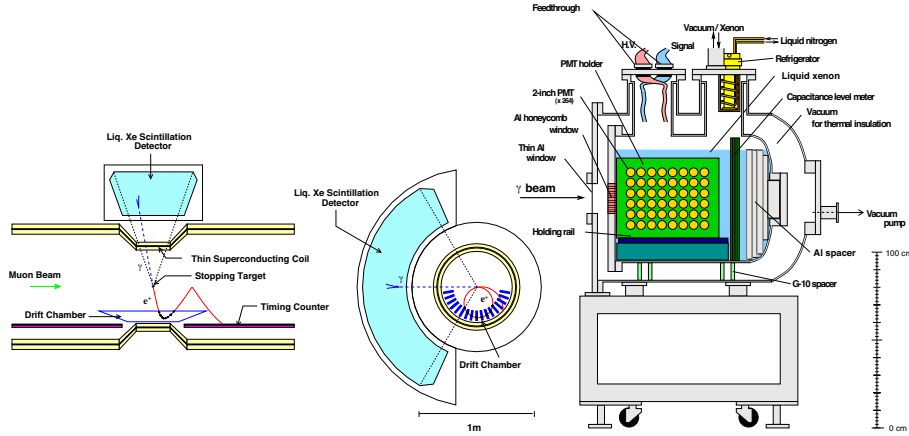 Liq. Xe Scintillation
Detector
γ
Thin Superconducting Coil
Stopping Target
Muon Beam
e+
Timing Counter
Drift Chamber
Liq. Xe Scintillation
Detector
γ
e+
Drift Chamber
1m
Feedthrough
H.V.
Signal
Vacuum/Xenon
Liquid nitrogen
Refrigerator
PMT holder
Liquid xenon
2-inch PMT
(x 264)
Capacitance level meter
Al honeycomb
window
Vacuum
for thermal insulation
Thin Al
window
γ beam
Vacuum
pump
Holding rail
Al spacer
G-10 spacer
100 cm
0 cm